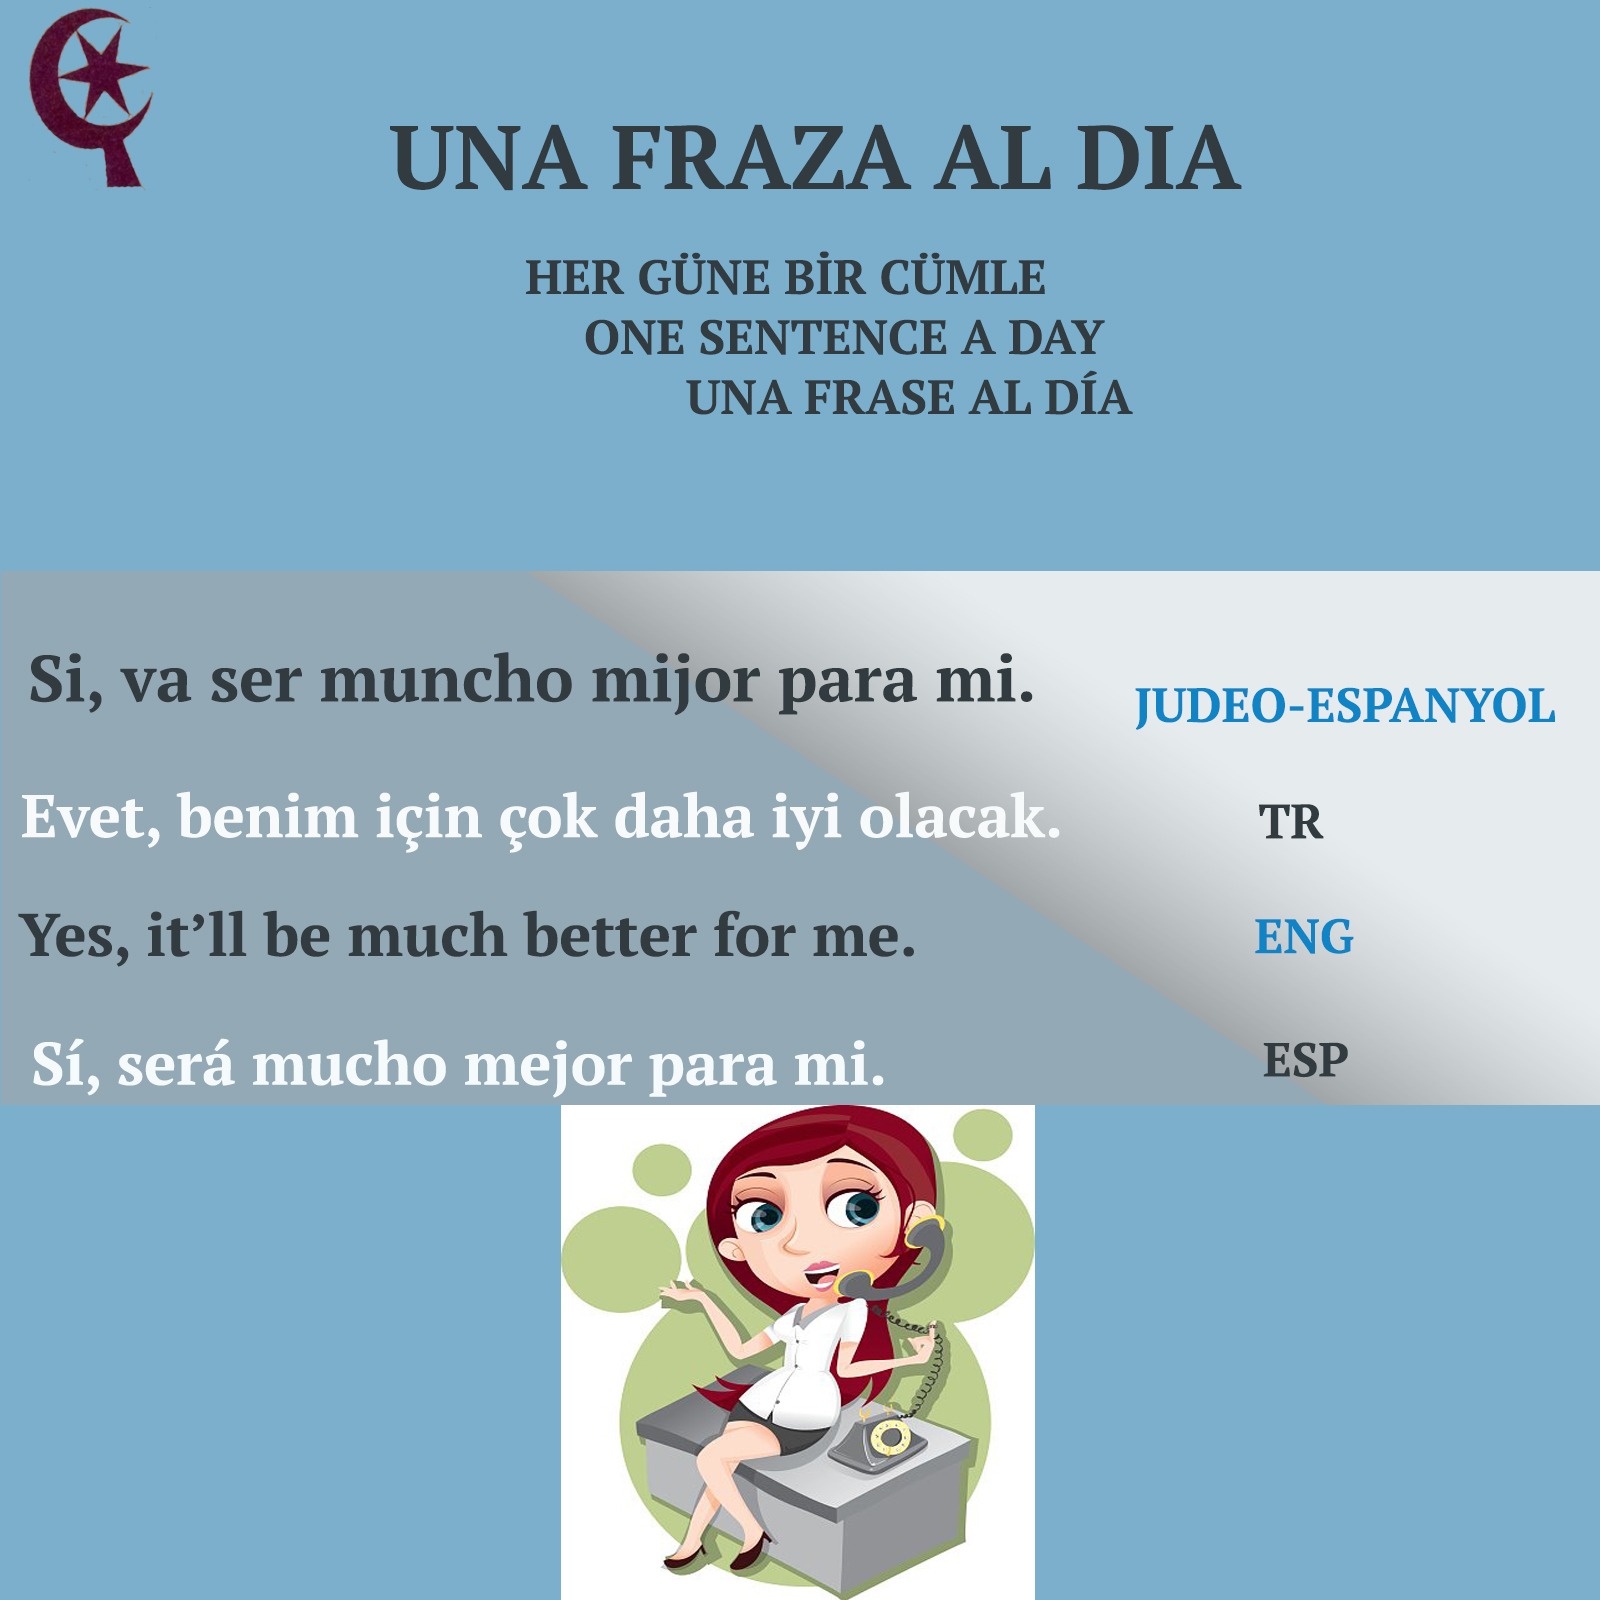 UNA FRAZA AL DIA
HER GÜNE BİR CÜMLE
ONE SENTENCE A DAY
UNA FRASE AL DÍA
Si, va ser muncho mijor para mi.
JUDEO-ESPANYOL
Evet, benim için çok daha iyi olacak.
TR
Yes, it’ll be much better for me.
ENG
Sí, será mucho mejor para mi.
ESP